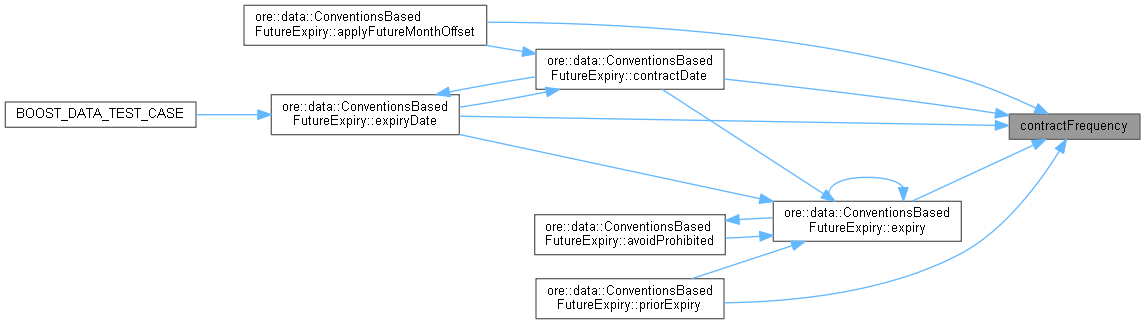 ore::data::ConventionsBased
FutureExpiry::applyFutureMonthOffset
ore::data::ConventionsBased
FutureExpiry::contractDate
BOOST_DATA_TEST_CASE
ore::data::ConventionsBased
FutureExpiry::expiryDate
contractFrequency
ore::data::ConventionsBased
FutureExpiry::expiry
ore::data::ConventionsBased
FutureExpiry::avoidProhibited
ore::data::ConventionsBased
FutureExpiry::priorExpiry